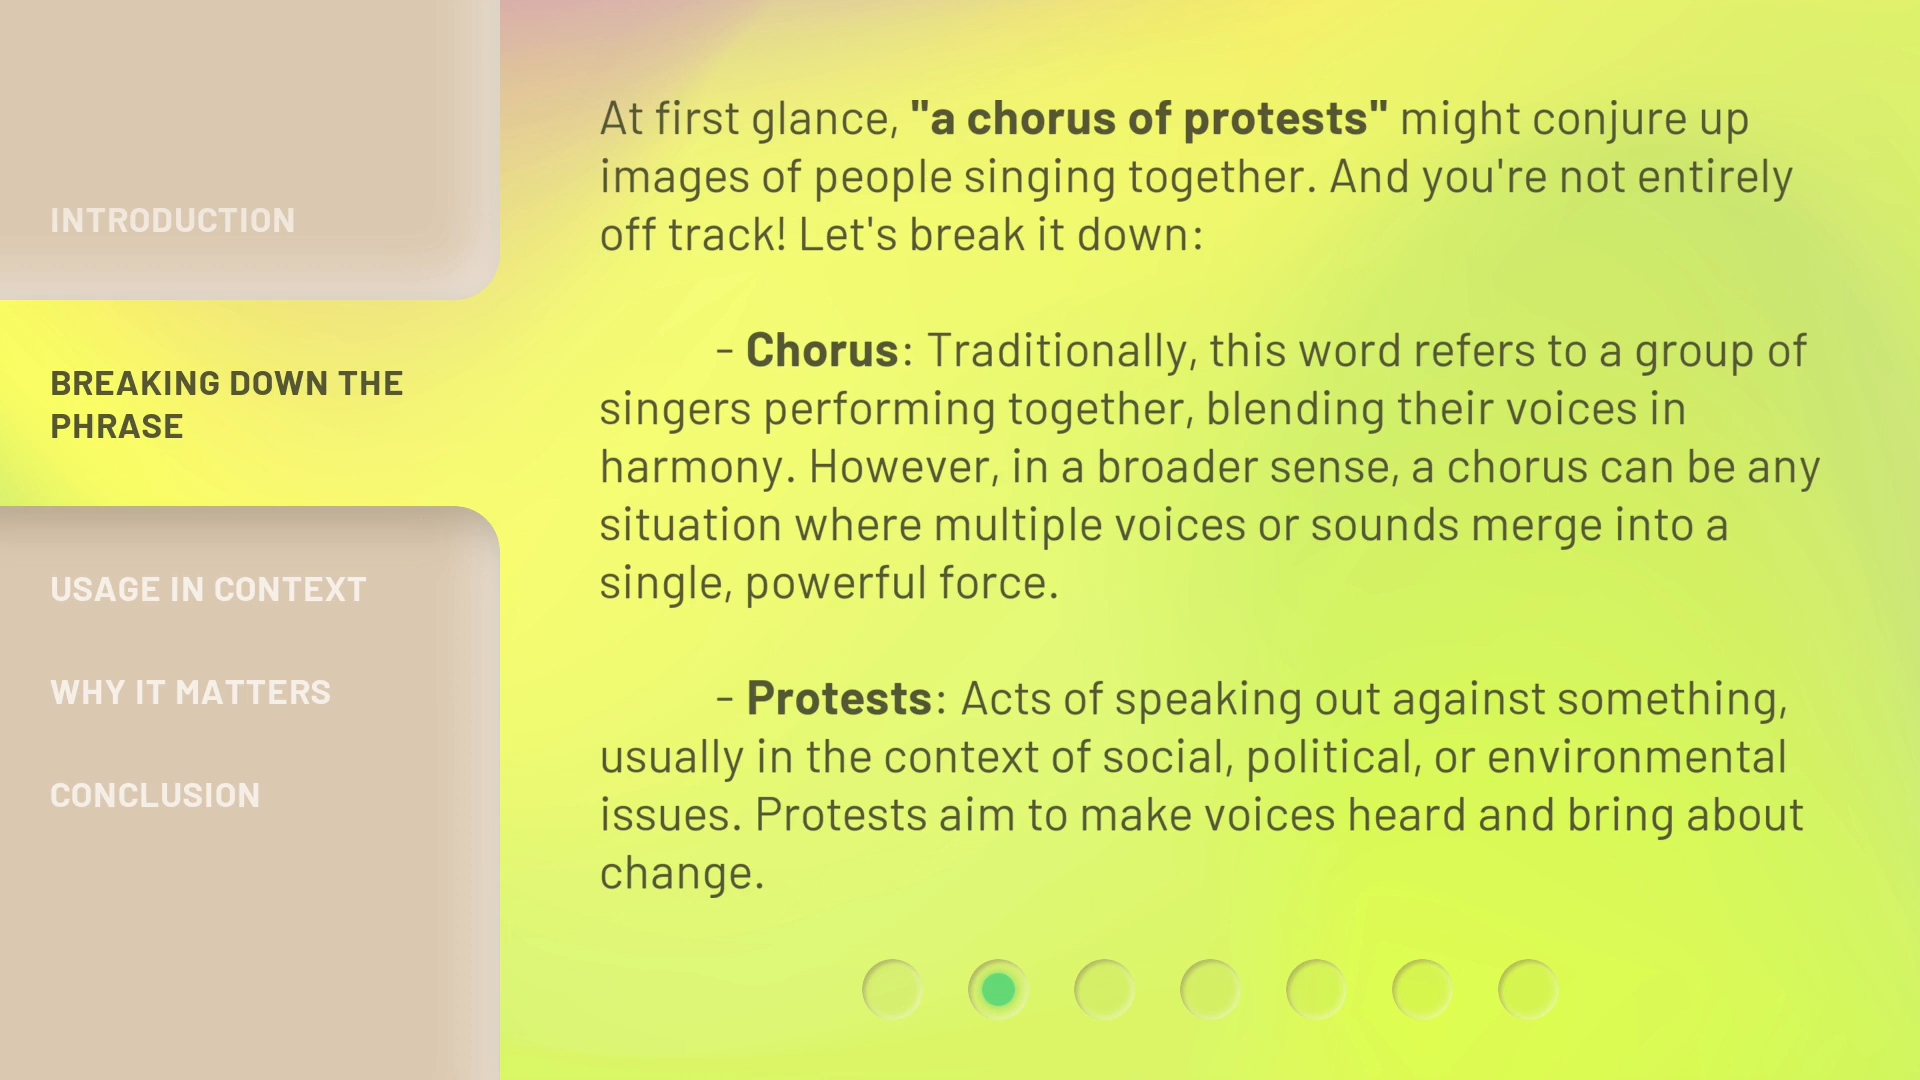 INTRODUCTION
BREAKING DOWN THE
PHRASE
USAGE IN CONTEXT
WHY IT MATTERS
CONCLUSION
At first glance, "a chorus of protests" might conjure up
images of people singing together. And you're not entirely
off track! Let's break it down:
- Chorus: Traditionally, this word refers to a group of
singers performing together, blending their voices in
harmony. However, in a broader sense, a chorus can be any
situation where multiple voices or sounds merge into a
single, powerful force.
- Protests: Acts of speaking out against something,
usually in the context of social, political, or environmental
issues. Protests aim to make voices heard and bring about
change.